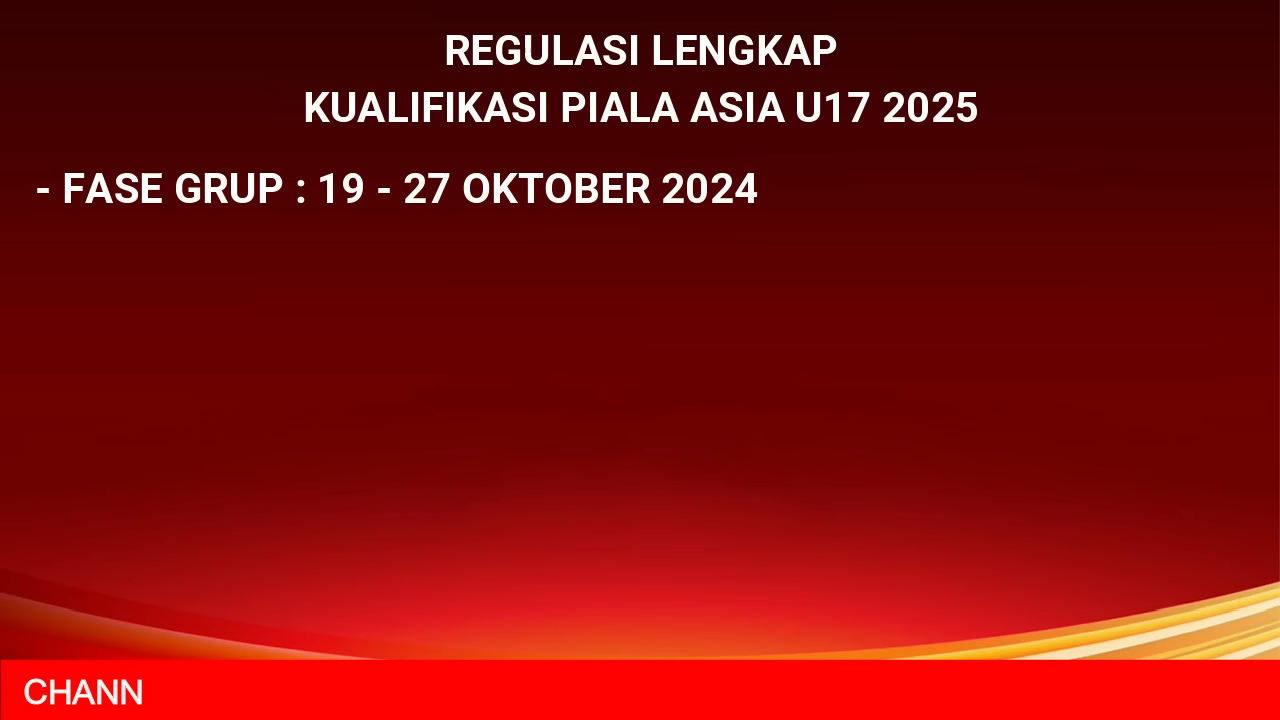 REGULASI LENGKAP
KUALIFIKASI PIALA ASIA U17 2025
- FASE GRUP : 19 - 27 OKTOBER 2024
CHANN